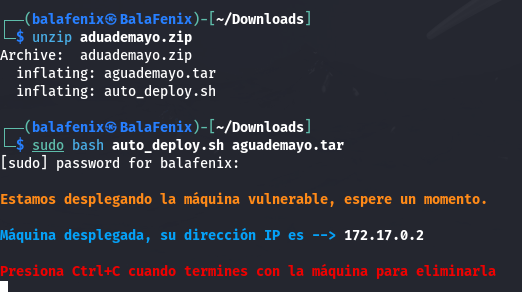 ┌──(balafenix㉿BalaFenix)-[~/Downloads]
└─$ unzip aduademayo.zip
Archive:  aduademayo.zip
  inflating: aguademayo.tar
  inflating: auto_deploy.sh
┌──(balafenix㉿BalaFenix)-[~/Downloads]
└─$ sudo bash auto_deploy.sh aguademayo.tar
[sudo] password for balafenix:
Estamos desplegando la máquina vulnerable, espere un momento.
Máquina desplegada, su dirección IP es --> 172.17.0.2
Presiona Ctrl+C cuando termines con la máquina para eliminarla